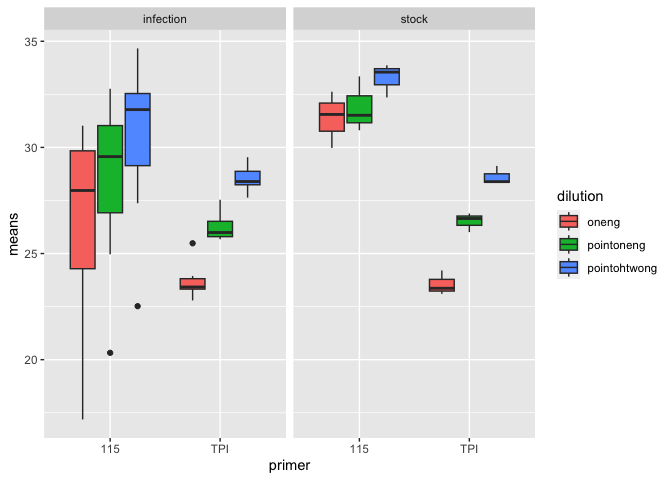 infection stock
35
30
25
20
means
115 TPI 115 TPI
primer
dilution
oneng
pointoneng
pointohtwong